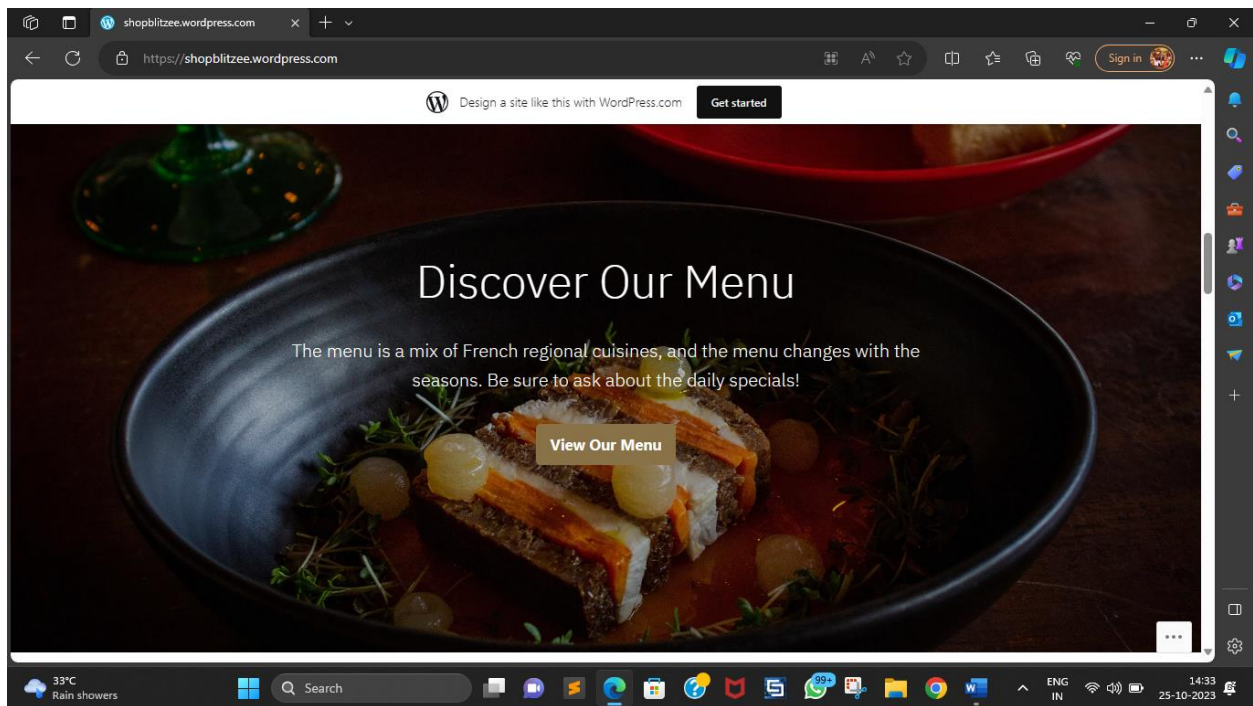 shopblitzee.wordpress.com
https://shopblitzee.wordpress.com
Sign in
Design a site like this with WordPress.com
Get started
Discover Our Menu
The menu is a mix of French regional cuisines, and the menu changes with the
seasons. Be sure to ask about the daily specials!
View Our Menu
33°C
Rain showers
Search
99+
ENG
IN
14:33
25-10-2023